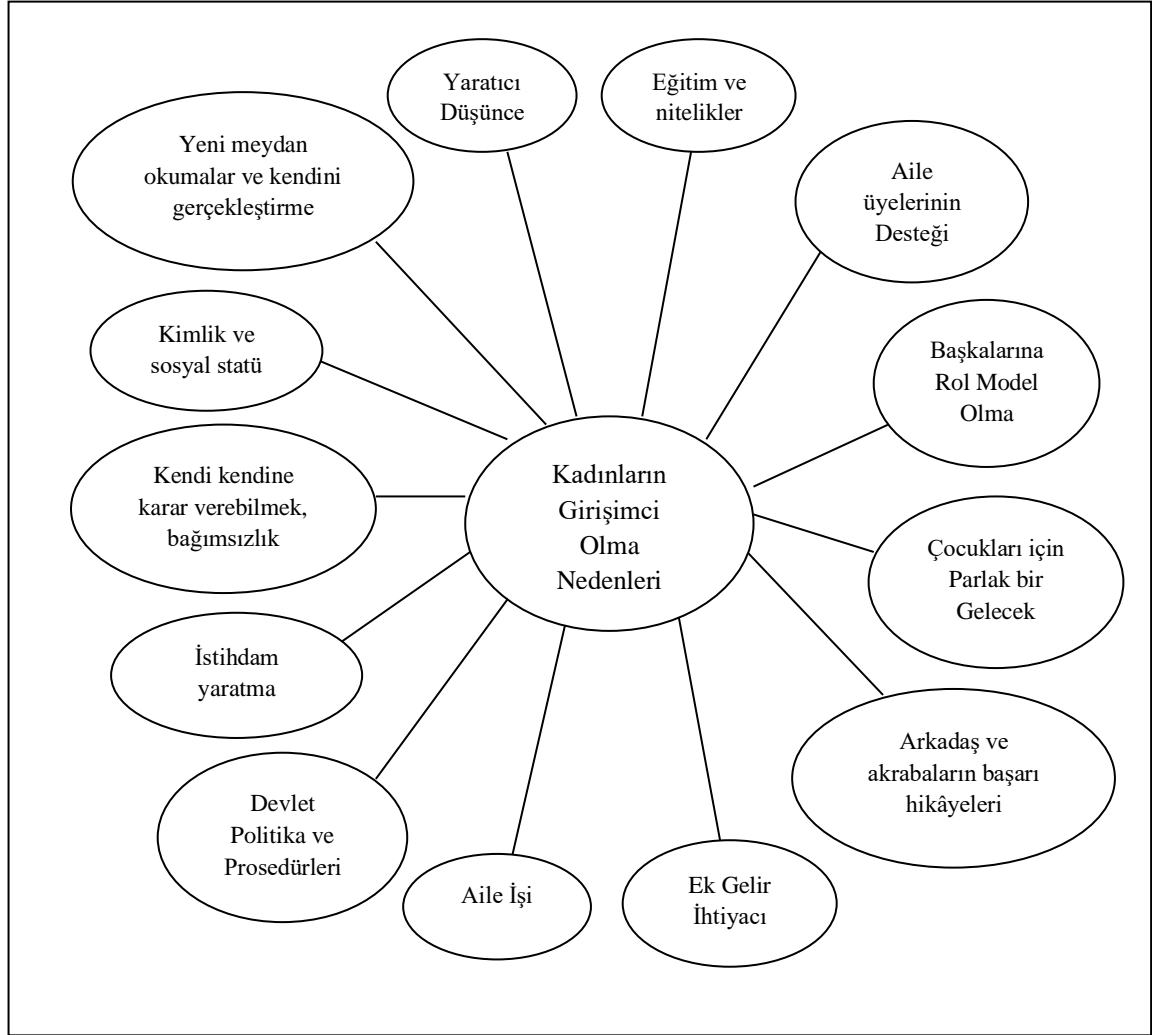 Yaratıcı
Düşünce
Eğitim ve
nitelikler
Yeni meydan
okumalar ve kendini
gerçekleştirme
Aile
üyelerinin
Desteği
Kimlik ve
sosyal statü
Başkalarına
Rol Model
Olma
Kendi kendine
karar verebilmek,
bağımsızlık
Kadınların
Girişimci
Olma
Nedenleri
Çocukları için
Parlak bir
Gelecek
İstihdam
yaratma
Arkadaş ve
akrabaların başarı
hikâyeleri
Devlet
Politika ve
Prosedürleri
Aile İşi
Ek Gelir
İhtiyacı